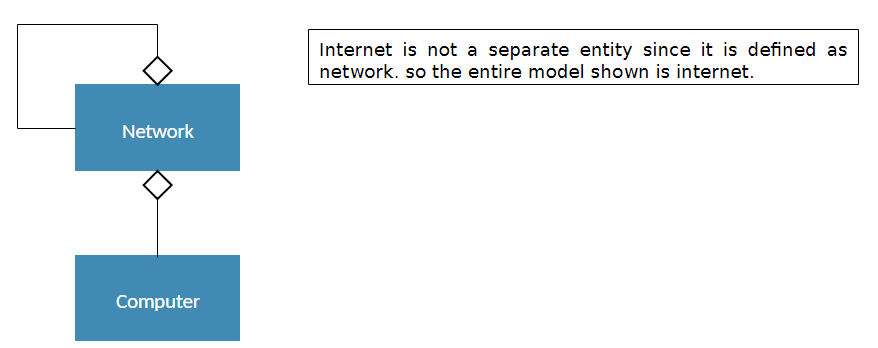 Internet is not a separate entity since it is defined as
network. so the entire model shown is internet.
Network
Computer